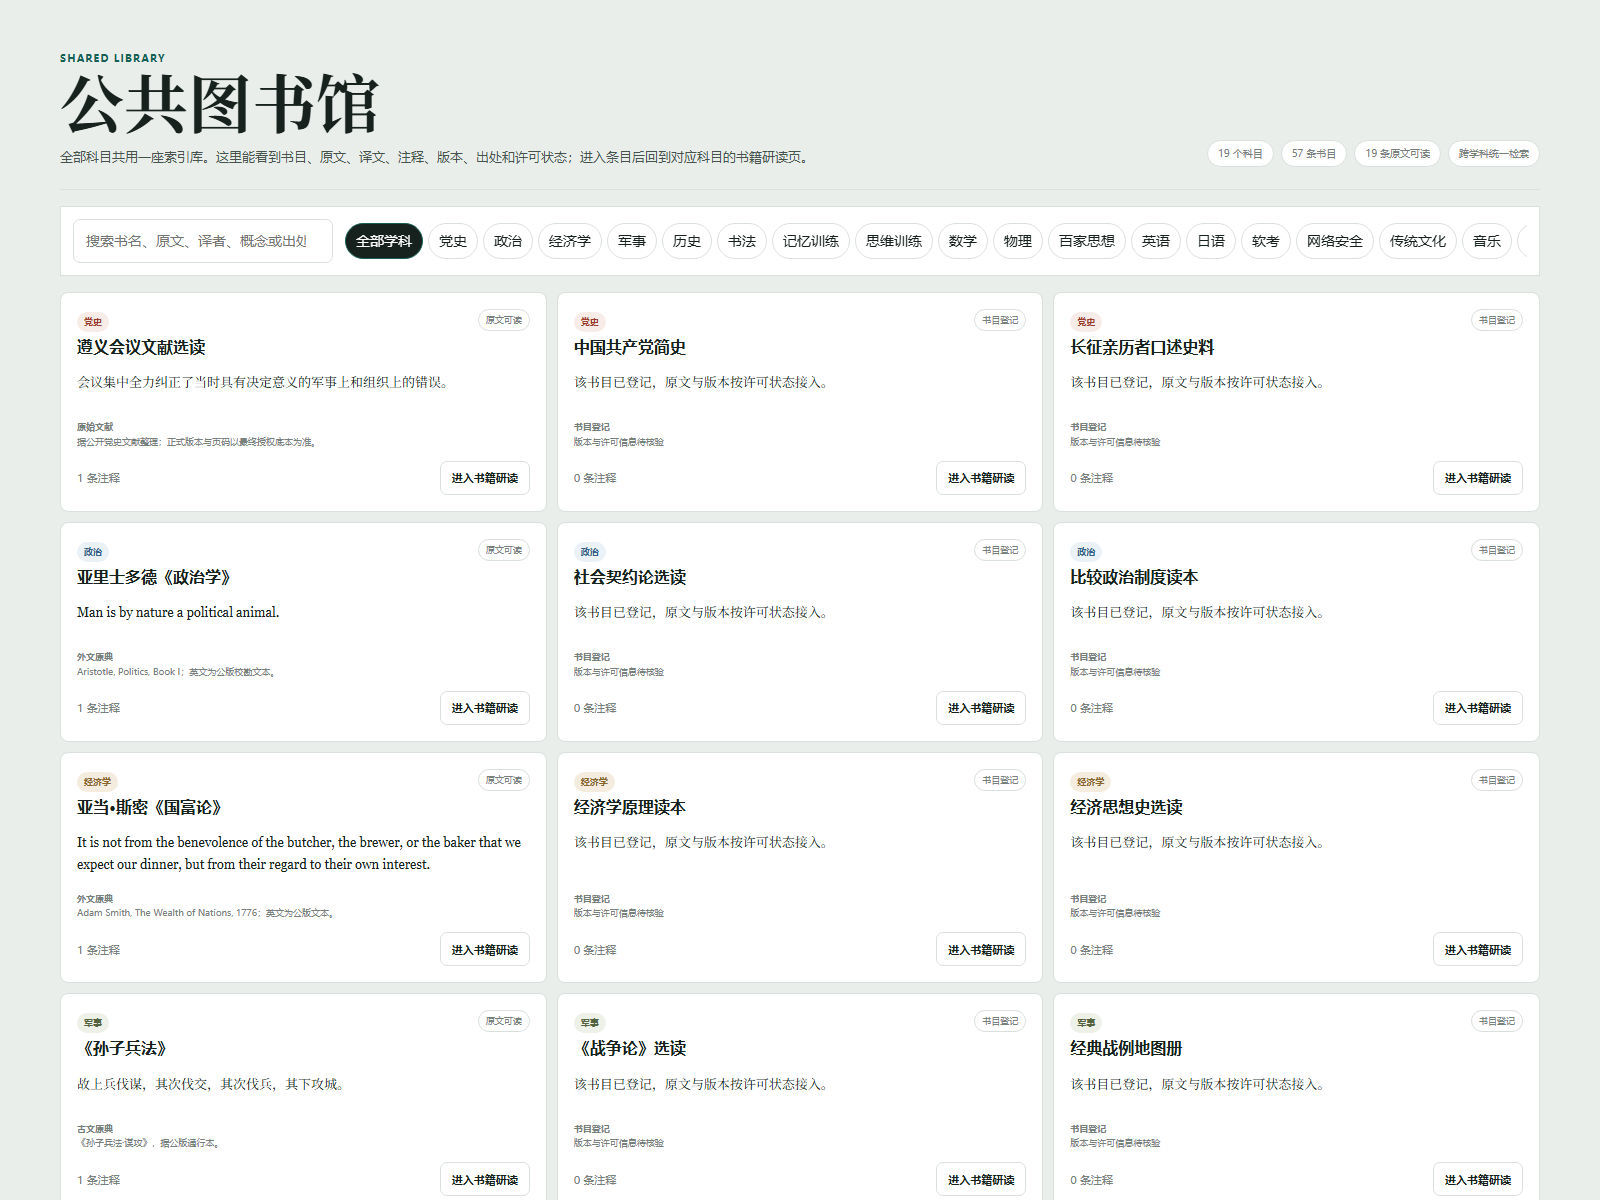 SHARED LIBRARY
公共图书馆
全部科目共用一座索引库。这里能看到书目、原文、译文、注释、版本、出处和许可状态；进入条目后回到对应科目的书籍研读页。
19 个科目 57 条书目 19 条原文可读 跨学科统一检索
搜索书名、原文、译者、概念或出处 全部学科 党史 政治 经济学 军事 历史 书法 记忆训练 思维训练 数学 物理 百家思想 英语 日语 软考 网络安全 传统文化 音乐
党史 原文可读
遵义会议文献选读
会议集中全力纠正了当时具有决定意义的军事上和组织上的错误。
原始文献
据公开党史文献整理；正式版本与页码以最终授权底本为准。
1 条注释 进入书籍研读
党史 书目登记
中国共产党简史
该书目已登记，原文与版本按许可状态接入。
书目登记
版本与许可信息待核验
0 条注释 进入书籍研读
党史 书目登记
长征亲历者口述史料
该书目已登记，原文与版本按许可状态接入。
书目登记
版本与许可信息待核验
0 条注释 进入书籍研读
政治 原文可读
亚里士多德《政治学》
Man is by nature a political animal.
外文原典
Aristotle, Politics, Book I；英文为公版校勘文本。
1 条注释 进入书籍研读
政治 书目登记
社会契约论选读
该书目已登记，原文与版本按许可状态接入。
书目登记
版本与许可信息待核验
0 条注释 进入书籍研读
政治 书目登记
比较政治制度读本
该书目已登记，原文与版本按许可状态接入。
书目登记
版本与许可信息待核验
0 条注释 进入书籍研读
经济学 原文可读
亚当·斯密《国富论》
It is not from the benevolence of the butcher, the brewer, or the baker that we
expect our dinner, but from their regard to their own interest.
外文原典
Adam Smith, The Wealth of Nations, 1776；英文为公版文本。
1 条注释 进入书籍研读
经济学 书目登记
经济学原理读本
该书目已登记，原文与版本按许可状态接入。
书目登记
版本与许可信息待核验
0 条注释 进入书籍研读
经济学 书目登记
经济思想史选读
该书目已登记，原文与版本按许可状态接入。
书目登记
版本与许可信息待核验
0 条注释 进入书籍研读
军事 原文可读
《孙子兵法》
故上兵伐谋，其次伐交，其次伐兵，其下攻城。
古文原典
《孙子兵法·谋攻》，据公版通行本。
1 条注释 进入书籍研读
军事 书目登记
《战争论》选读
该书目已登记，原文与版本按许可状态接入。
书目登记
版本与许可信息待核验
0 条注释 进入书籍研读
军事 书目登记
经典战例地图册
该书目已登记，原文与版本按许可状态接入。
书目登记
版本与许可信息待核验
0 条注释 进入书籍研读